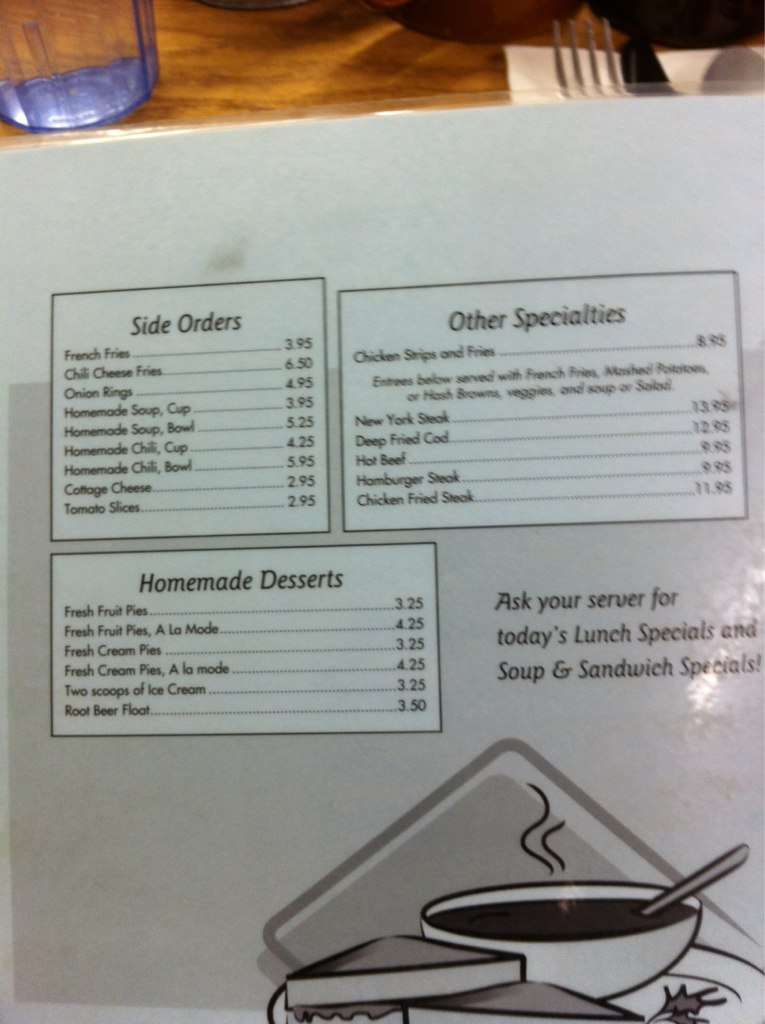 Side Orders
French Fries 3.95
Chili Cheese Fries 6.50
Onion Rings 4.95
Homemade Soup, Cup 3.95
Homemade Soup, Bowl 5.25
Homemade Chili, Cup 4.25
Homemade Chili, Bowl 5.95
Cottage Cheese 2.95
Tomato Slices 2.95
Other Specialties
Chicken Strips and Fries 8.95
Entrees below served with French Fries, Mashed Potatoes,
or Hash Browns, veggies, and soup or Salad.
New York Steak 13.95
Deep Fried Cod 12.95
Hot Beef 9.95
Hamburger Steak 9.95
Chicken Fried Steak 11.95
Homemade Desserts
Fresh Fruit Pies 3.25
Fresh Fruit Pies, A La Mode 4.25
Fresh Cream Pies 3.25
Fresh Cream Pies, A la mode 4.25
Two scoops of Ice Cream 3.25
Root Beer Float 3.50
Ask your server for
today's Lunch Specials and
Soup & Sandwich Specials!